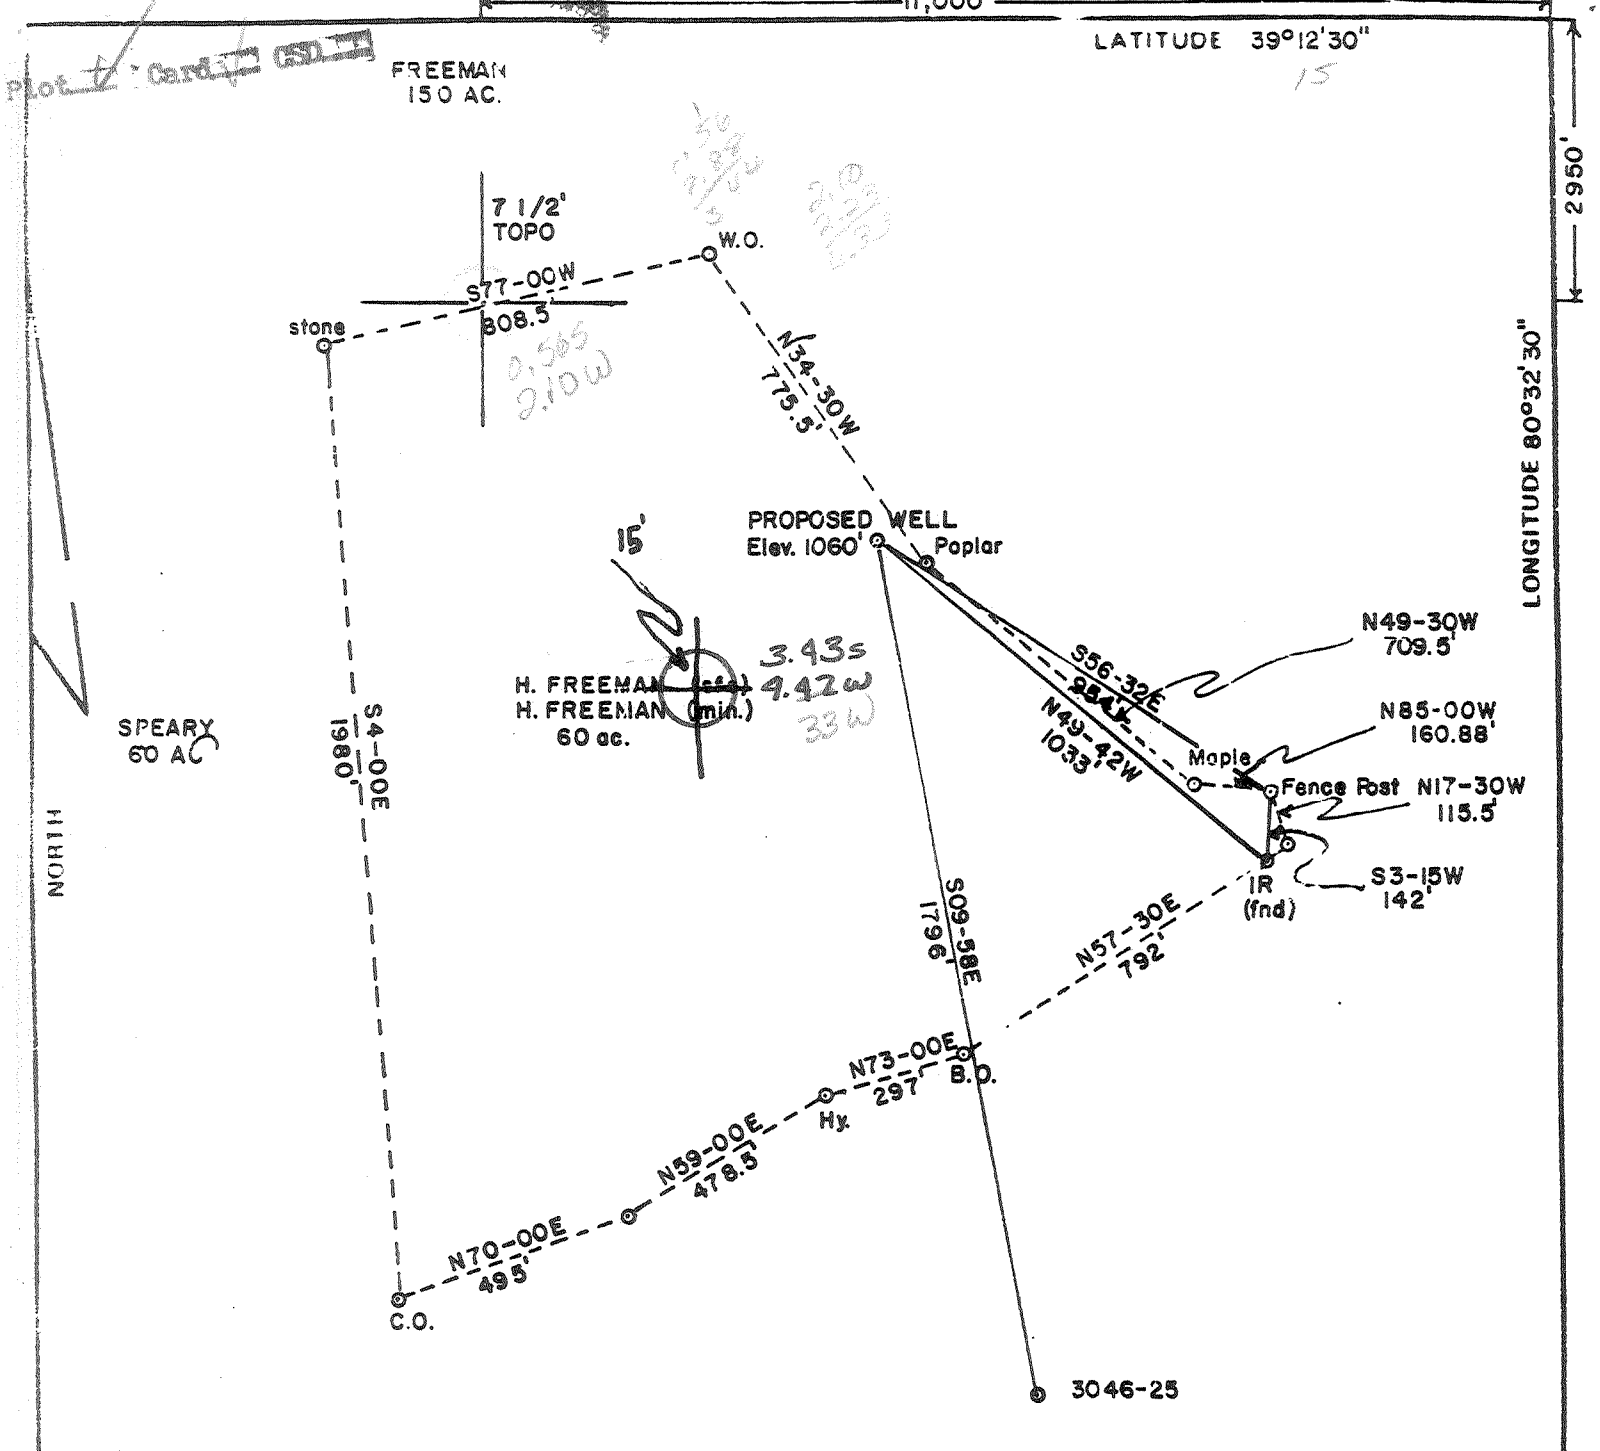 11,000
LATITUDE 39°12'30"
15
Plot Card
FREEMAN
150 AC.
2950'
7 1/2'
TOPO
W.O.
S77-00W
808.5'
stone
0.505
2.10W
N34-30W
775.5'
LONGITUDE 80°32'30"
PROPOSED WELL
Elev. 1060'
Poplar
15'
N49-30W
709.5'
3.43s
4.42w
33W
H. FREEMAN (sfc)
H. FREEMAN (min.)
60 ac.
S56-32E
954'
N49-42W
1033'
N85-00W
160.88'
SPEARY
60 AC
S4-00E
1980'
Maple
Fence Post
N17-30W
115.5'
NORTH
IR
(fnd)
S3-15W
142'
S09-58E
1796'
N57-30E
792'
N73-00E
297'
B.O.
Hy.
N59-00E
478.5'
N70-00E
495'
C.O.
3046-25